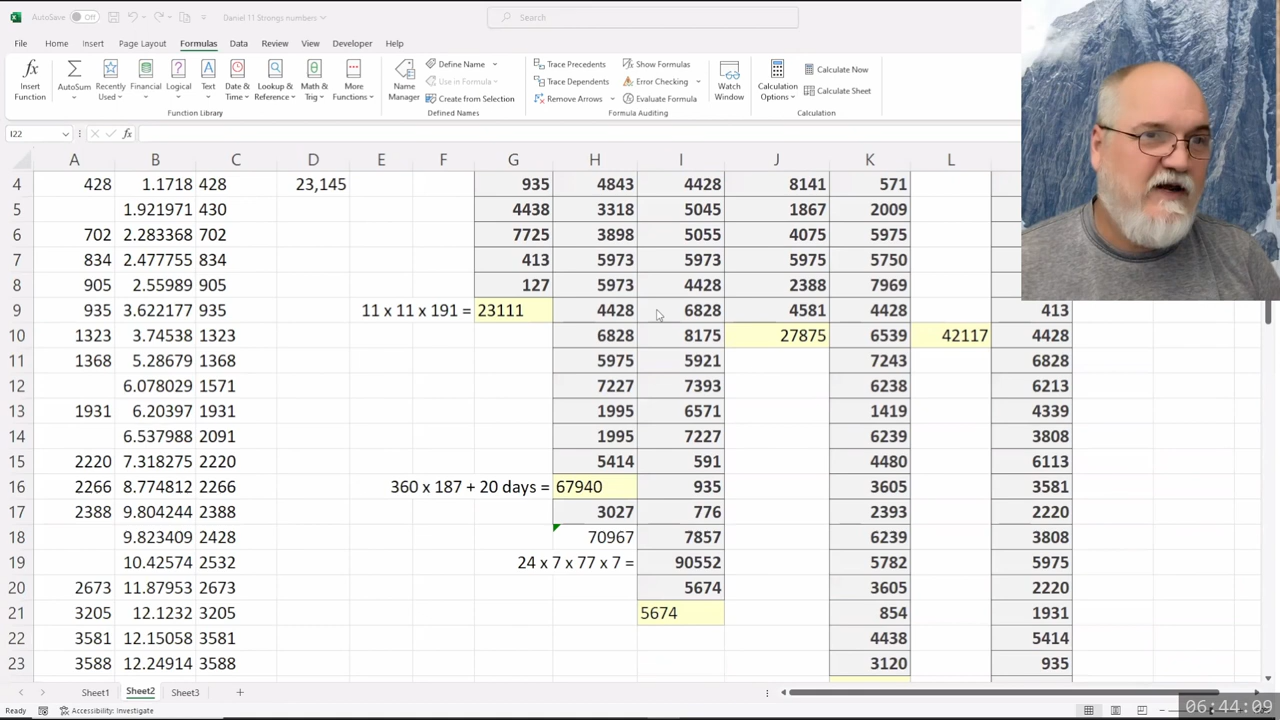 AutoSave Off Daniel 11 Strongs numbers Search
File Home Insert Page Layout Formulas Data Review View Developer Help
Insert Function
AutoSum
Recently Used
Financial
Logical
Text
Date & Time
Lookup & Reference
Math & Trig
More Functions
Function Library
Name Manager
Define Name
Use in Formula
Create from Selection
Defined Names
Trace Precedents
Trace Dependents
Remove Arrows
Show Formulas
Error Checking
Evaluate Formula
Formula Auditing
Watch Window
Calculation Options
Calculate Now
Calculate Sheet
Calculation
I22 fx
A B C D E F G H I J K L
4 428 1.1718 428 23,145 935 4843 4428 8141 571
5 1.921971 430 4438 3318 5045 1867 2009
6 702 2.283368 702 7725 3898 5055 4075 5975
7 834 2.477755 834 413 5973 5973 5975 5750
8 905 2.55989 905 127 5973 4428 2388 7969
9 935 3.622177 935 11 x 11 x 191 = 23111 4428 6828 4581 4428 413
10 1323 3.74538 1323 6828 8175 27875 6539 42117 4428
11 1368 5.28679 1368 5975 5921 7243 6828
12 6.078029 1571 7227 7393 6238 6213
13 1931 6.20397 1931 1995 6571 1419 4339
14 6.537988 2091 1995 7227 6239 3808
15 2220 7.318275 2220 5414 591 4480 6113
16 2266 8.774812 2266 360 x 187 + 20 days = 67940 935 3605 3581
17 2388 9.804244 2388 3027 776 2393 2220
18 9.823409 2428 70967 7857 6239 3808
19 10.42574 2532 24 x 7 x 77 x 7 = 90552 5782 5975
20 2673 11.87953 2673 5674 3605 2220
21 3205 12.1232 3205 5674 854 1931
22 3581 12.15058 3581 4438 5414
23 3588 12.24914 3588 3120 935
Sheet1 Sheet2 Sheet3
Ready Accessibility: Investigate
06:44:09